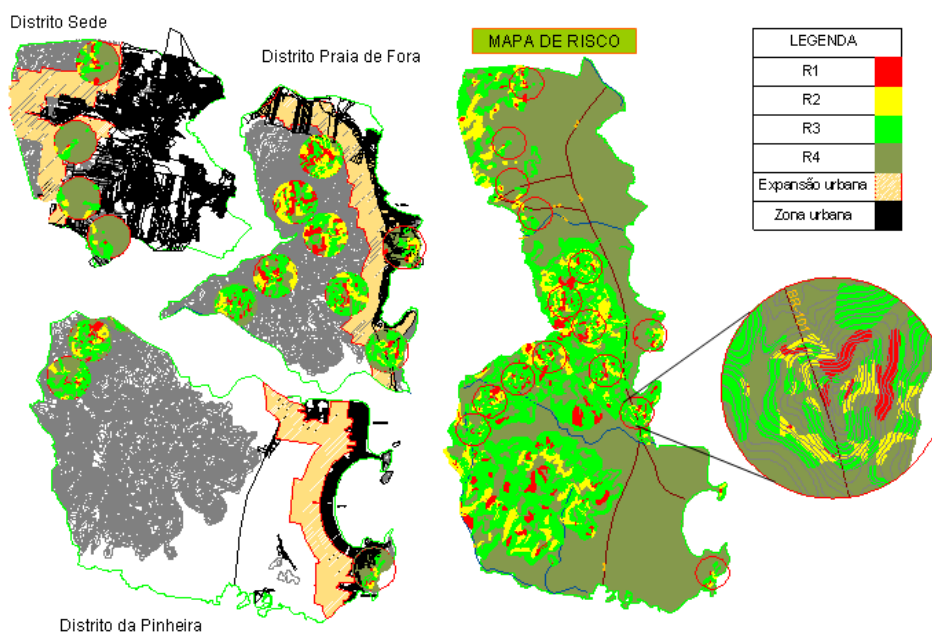 Distrito Sede
Distrito Praia de Fora
MAPA DE RISCO
LEGENDA
R1
R2
R3
R4
Expansão urbana
Zona urbana
BR-101
Distrito da Pinheira